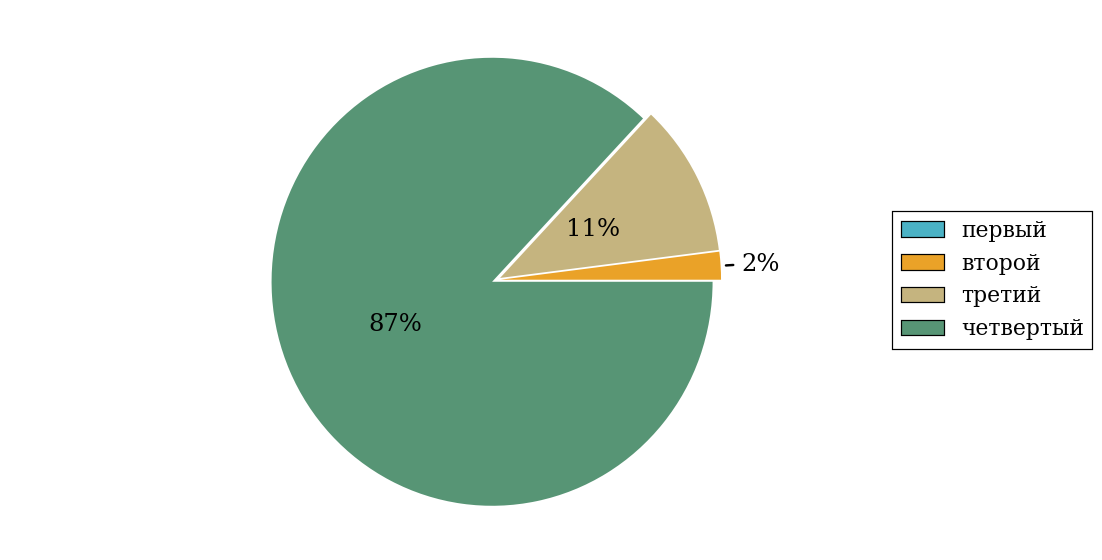 11%
2%
87%
первый
второй
третий
четвертый